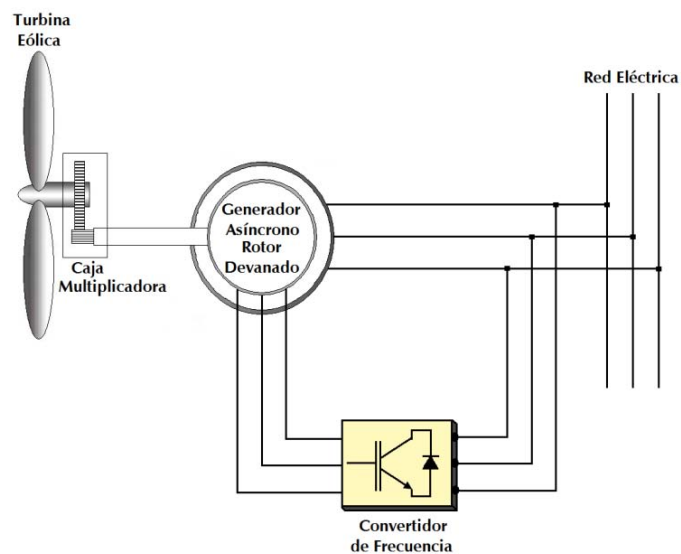 Turbina
Eólica
Red Eléctrica
Generador
Asíncrono
Rotor
Devanado
Caja
Multiplicadora
Convertidor
de Frecuencia